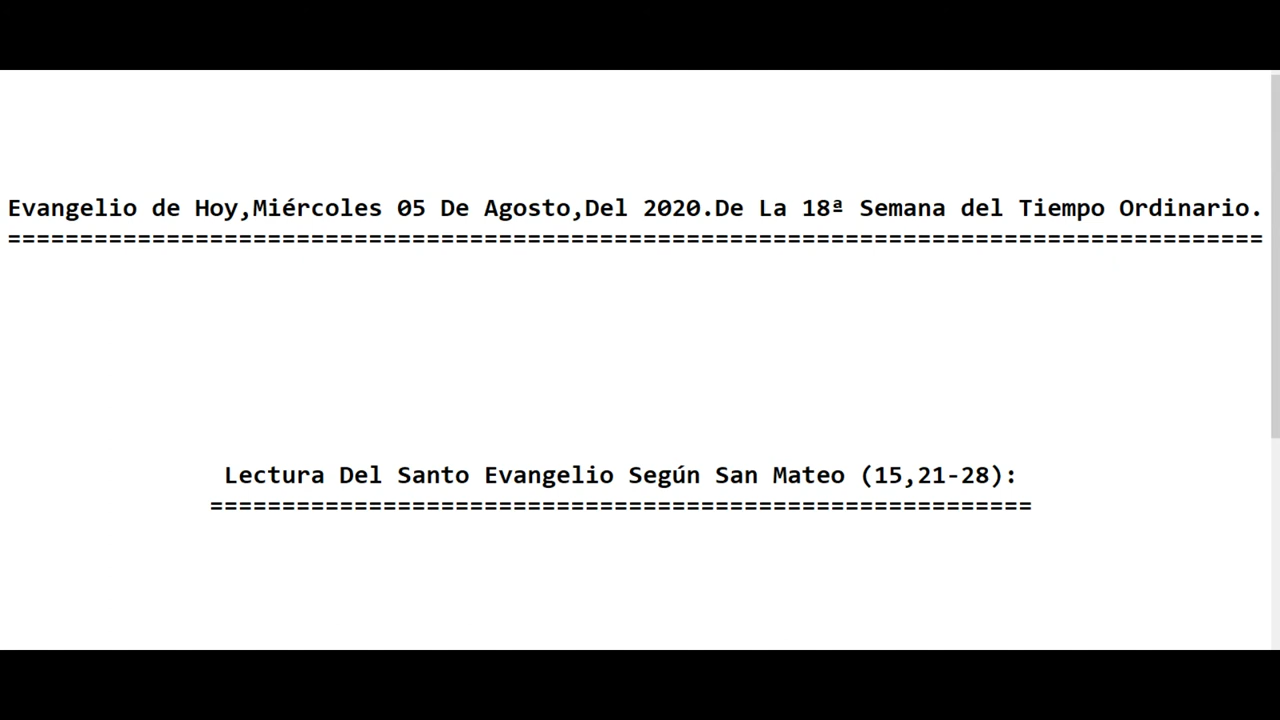 Evangelio de Hoy,Miércoles 05 De Agosto,Del 2020.De La 18ª Semana del Tiempo Ordinario.
=======================================================================================
Lectura Del Santo Evangelio Según San Mateo (15,21-28):
=========================================================